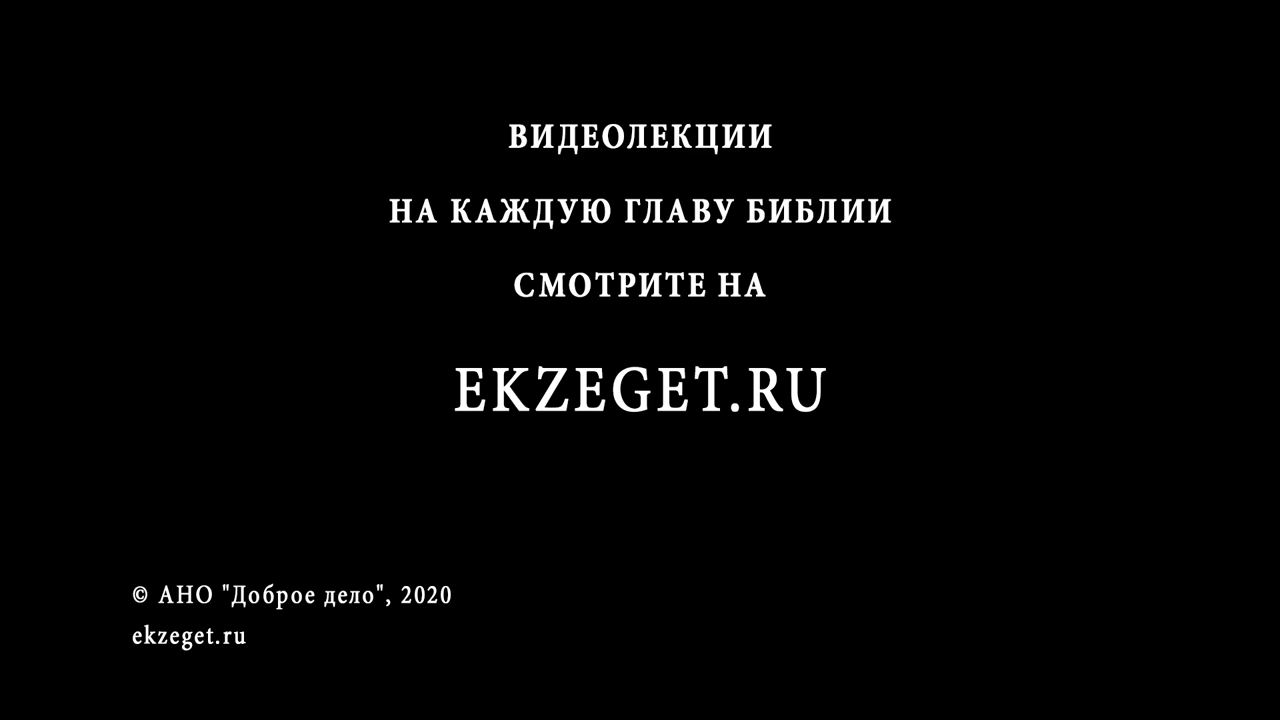 ВИДЕОЛЕКЦИИ
НА КАЖДУЮ ГЛАВУ БИБЛИИ
СМОТРИТЕ НА
EKZEGET.RU
© АНО "Доброе дело", 2020
ekzeget.ru